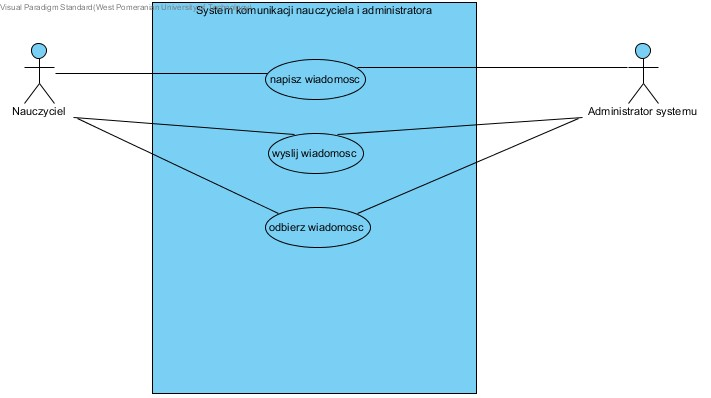 Visual Paradigm Standard(West Pomeranian University
System komunikacji nauczyciela i administratora
napisz wiadomosc
Nauczyciel
Administrator systemu
wyslij wiadomosc
odbierz wiadomosc